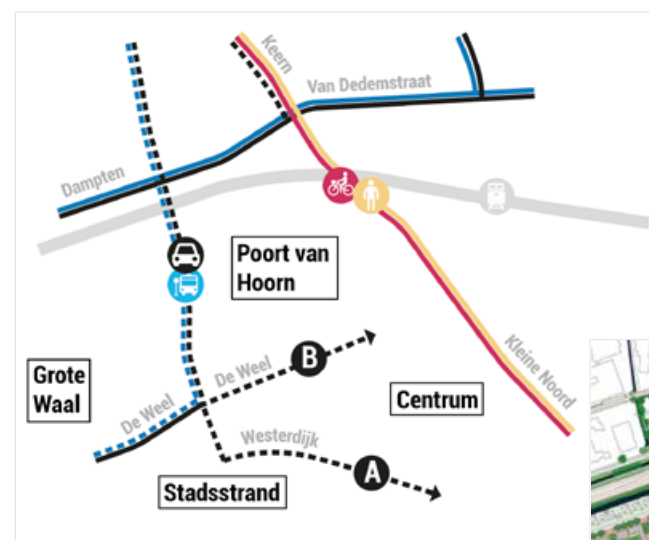 Keern
Van Dedemstraat
Dampten
Poort van
Hoorn
Grote
Waal
De Weel
De Weel
B
Centrum
Kleine Noord
Westerdijk
A
Stadsstrand